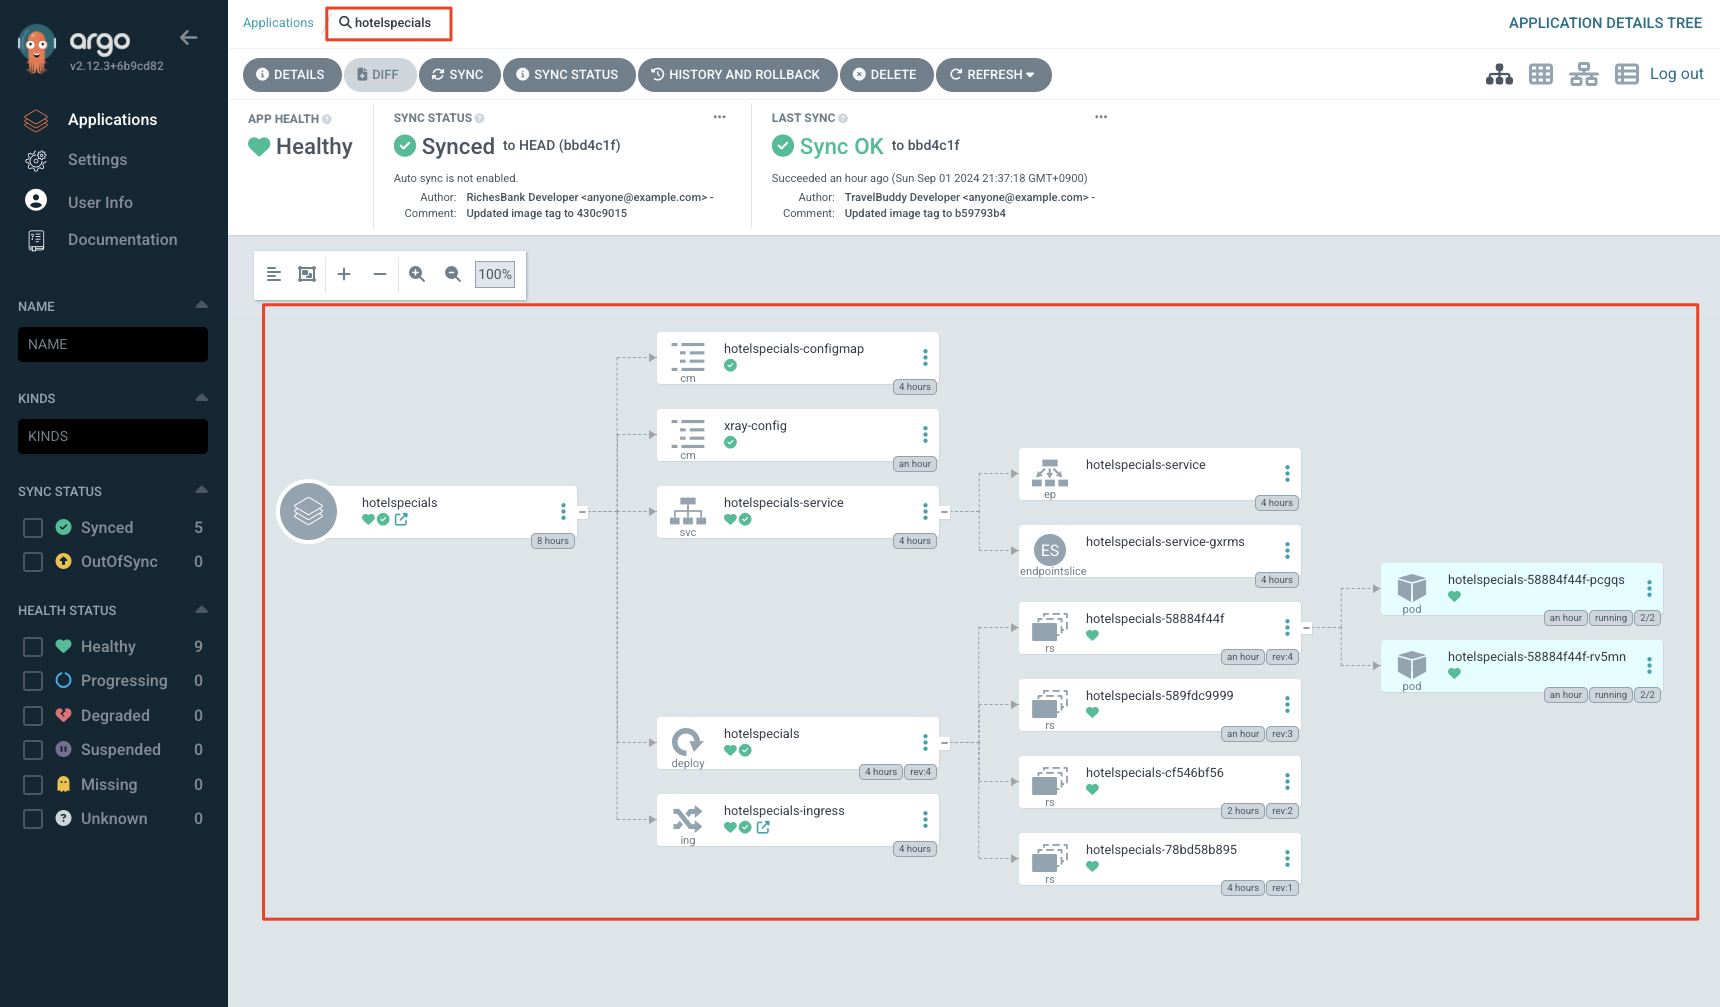 argo
v2.12.3+6b9cd82
Applications
Settings
User Info
Documentation
NAME
NAME
KINDS
KINDS
SYNC STATUS
Synced 5
OutOfSync 0
HEALTH STATUS
Healthy 9
Progressing 0
Degraded 0
Suspended 0
Missing 0
Unknown 0
Applications / hotelspecials
APPLICATION DETAILS TREE
DETAILS DIFF SYNC SYNC STATUS HISTORY AND ROLLBACK DELETE REFRESH
Log out
APP HEALTH
Healthy
SYNC STATUS
Synced to HEAD (bbd4c1f)
Auto sync is not enabled.
Author: RichesBank Developer <anyone@example.com> -
Comment: Updated image tag to 430c9015
LAST SYNC
Sync OK to bbd4c1f
Succeeded an hour ago (Sun Sep 01 2024 21:37:18 GMT+0900)
Author: TravelBuddy Developer <anyone@example.com> -
Comment: Updated image tag to b59793b4
100%
hotelspecials
8 hours
hotelspecials-configmap
cm
4 hours
xray-config
cm
an hour
hotelspecials-service
svc
4 hours
hotelspecials
deploy
4 hours rev:4
hotelspecials-ingress
ing
4 hours
hotelspecials-service
ep
4 hours
ES
hotelspecials-service-gxrms
endpointslice
4 hours
hotelspecials-58884f44f
rs
an hour rev:4
hotelspecials-589fdc9999
rs
an hour rev:3
hotelspecials-cf546bf56
rs
2 hours rev:2
hotelspecials-78bd58b895
rs
4 hours rev:1
hotelspecials-58884f44f-pcgqs
pod
an hour running 2/2
hotelspecials-58884f44f-rv5mn
pod
an hour running 2/2